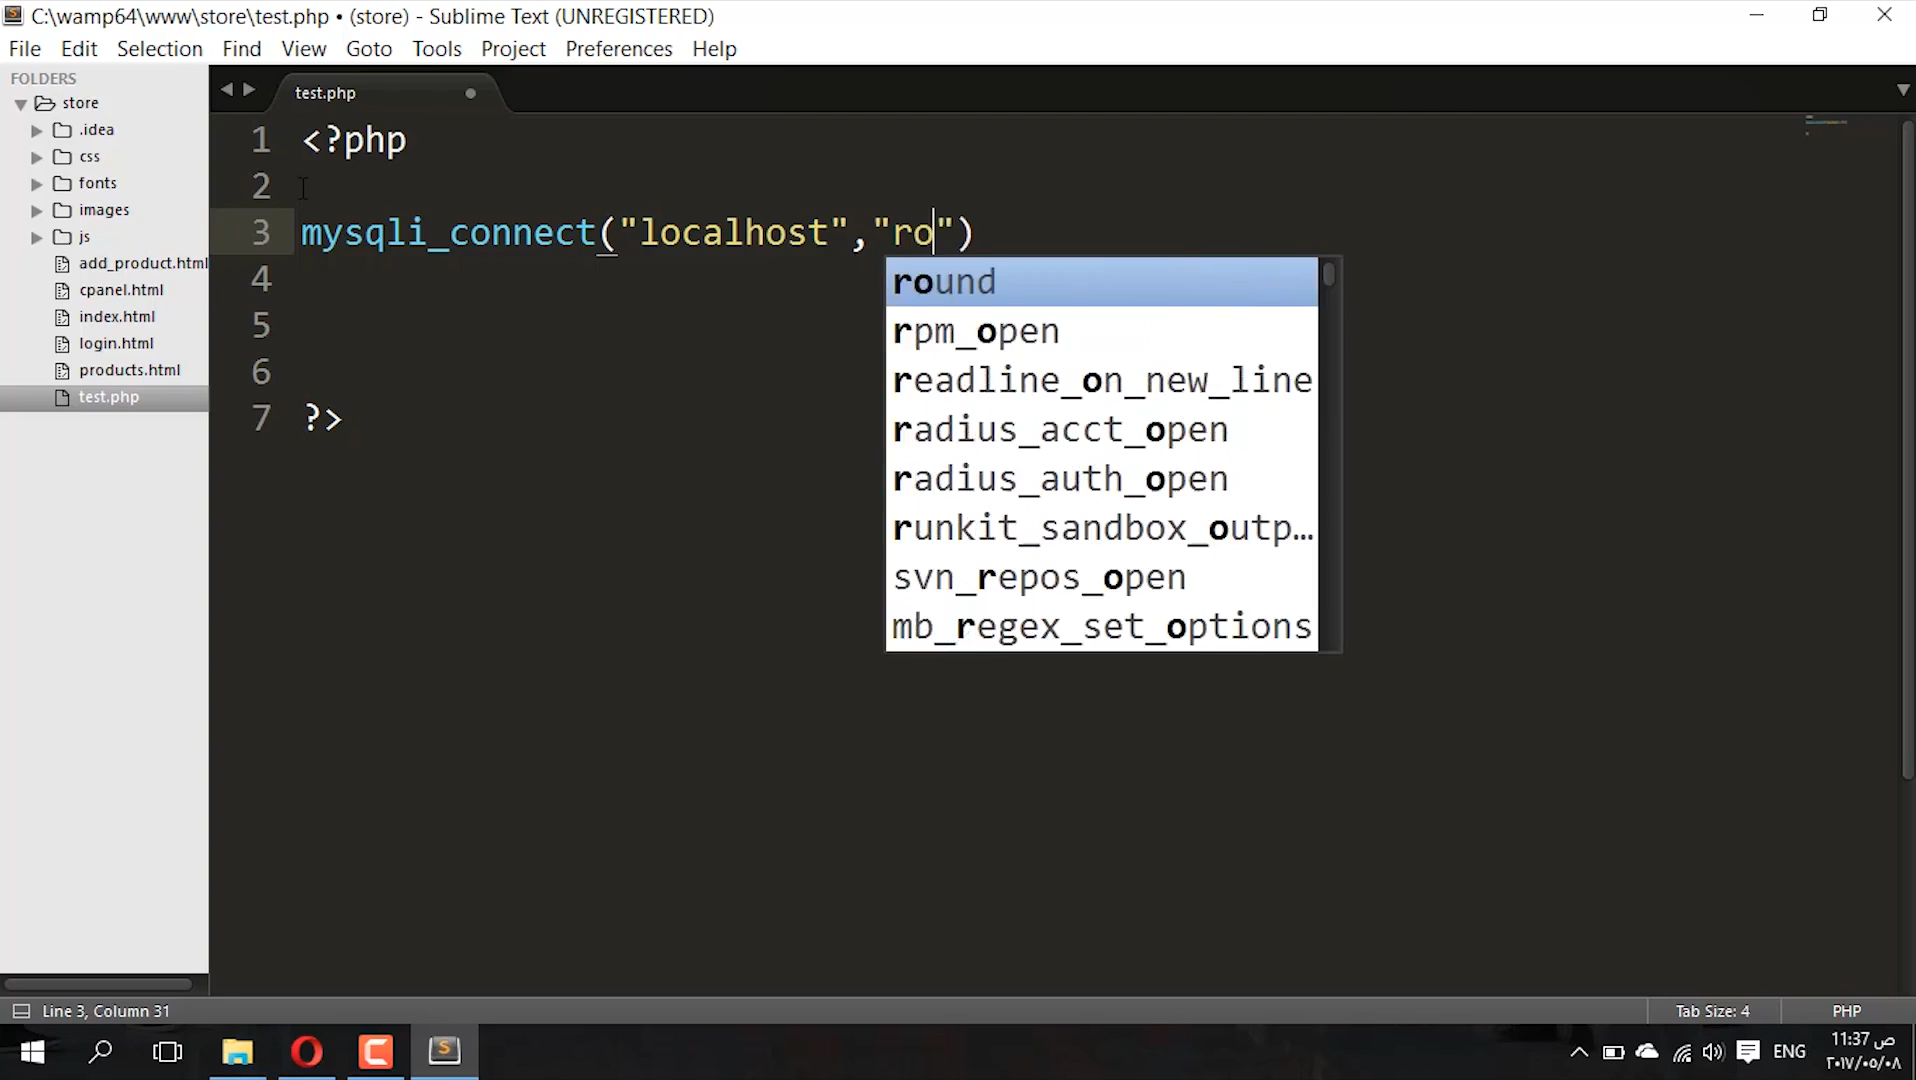 C:\wamp64\www\store\test.php • (store) - Sublime Text (UNREGISTERED)
File Edit Selection Find View Goto Tools Project Preferences Help
FOLDERS
store
.idea
css
fonts
images
js
add_product.html
cpanel.html
index.html
login.html
products.html
test.php
test.php
1 <?php
2
3 mysqli_connect("localhost","ro")
4
5
6
7 ?>
round
rpm_open
readline_on_new_line
radius_acct_open
radius_auth_open
runkit_sandbox_outp…
svn_repos_open
mb_regex_set_options
Line 3, Column 31
Tab Size: 4
PHP
ENG
11:37 ص
٢٠١٧/٠٥/٠٨